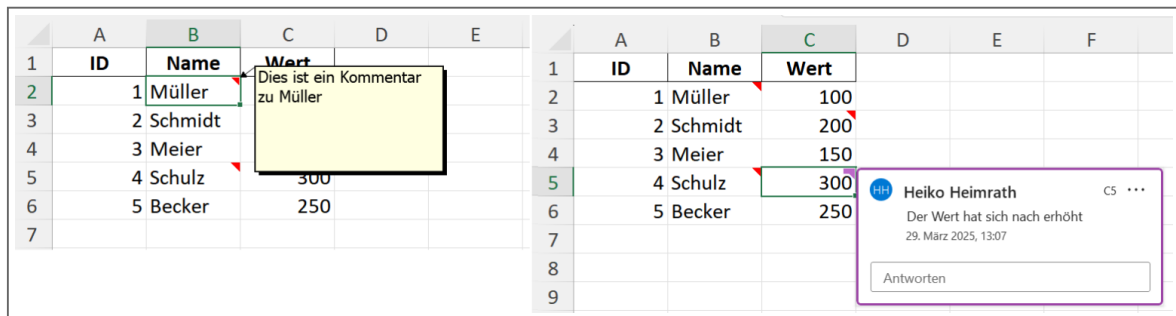 A B C D E
1 ID Name Wert
2 1 Müller Dies ist ein Kommentar
zu Müller
3 2 Schmidt
4 3 Meier
5 4 Schulz 300
6 5 Becker 250
7
A B C D E F
1 ID Name Wert
2 1 Müller 100
3 2 Schmidt 200
4 3 Meier 150
5 4 Schulz 300
6 5 Becker 250
7
8
9
HH Heiko Heimrath C5 ...
Der Wert hat sich nach erhöht
29. März 2025, 13:07
Antworten